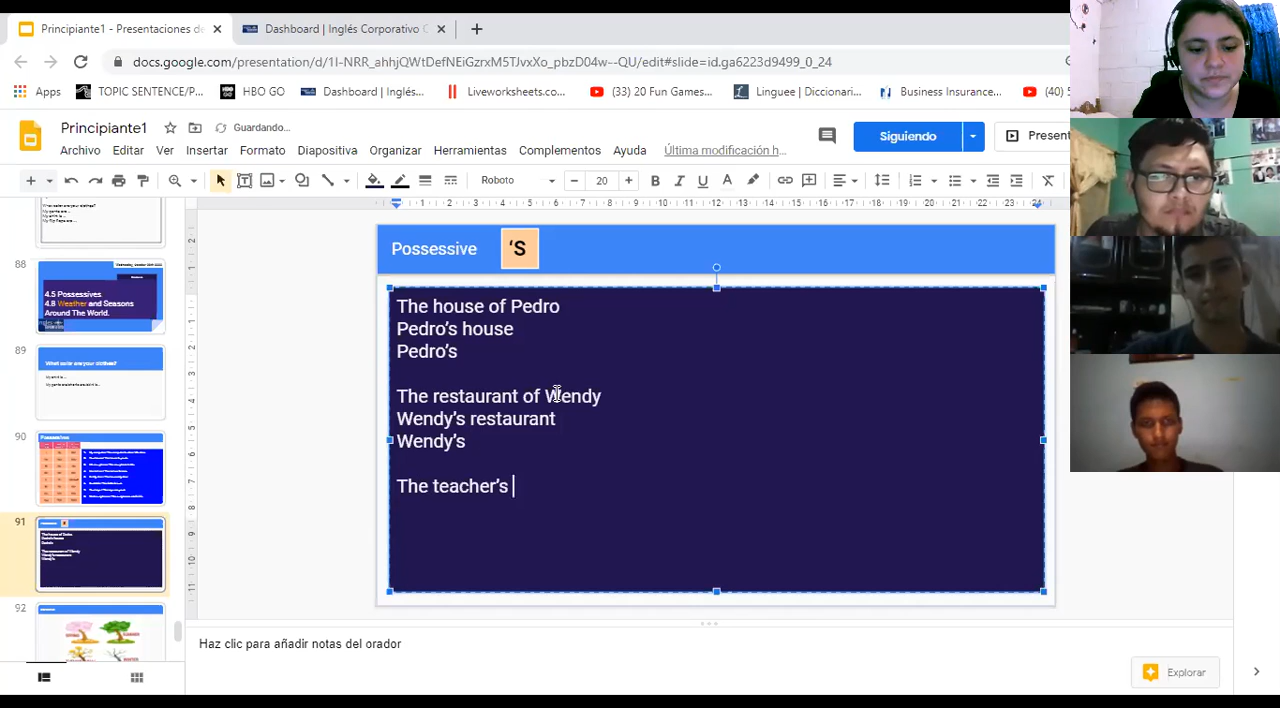 Principiante1 - Presentaciones de
Dashboard | Inglés Corporativo
docs.google.com/presentation/d/1I-NRR_ahhjQWtDefNEIGzrxM5TJvxXo_pbzD04w--QU/edit#slide=id.ga6223d9499_0_24
Apps TOPIC SENTENCE/P... HBO GO Dashboard | Inglés... Liveworksheets.co... (33) 20 Fun Games... Linguee | Diccionari... Business Insurance... (40) 5
Principiante1 Guardando...
Archivo Editar Ver Insertar Formato Diapositiva Organizar Herramientas Complementos Ayuda Última modificación h...
Siguiendo Present
Roboto 20
88
4.5 Possessives
4.8 Weather and Seasons
Around The World.
89
What color are your clothes?
90
Possessives
91
92
Possessive 'S
The house of Pedro
Pedro's house
Pedro's
The restaurant of Wendy
Wendy's restaurant
Wendy's
The teacher's
Haz clic para añadir notas del orador
Explorar